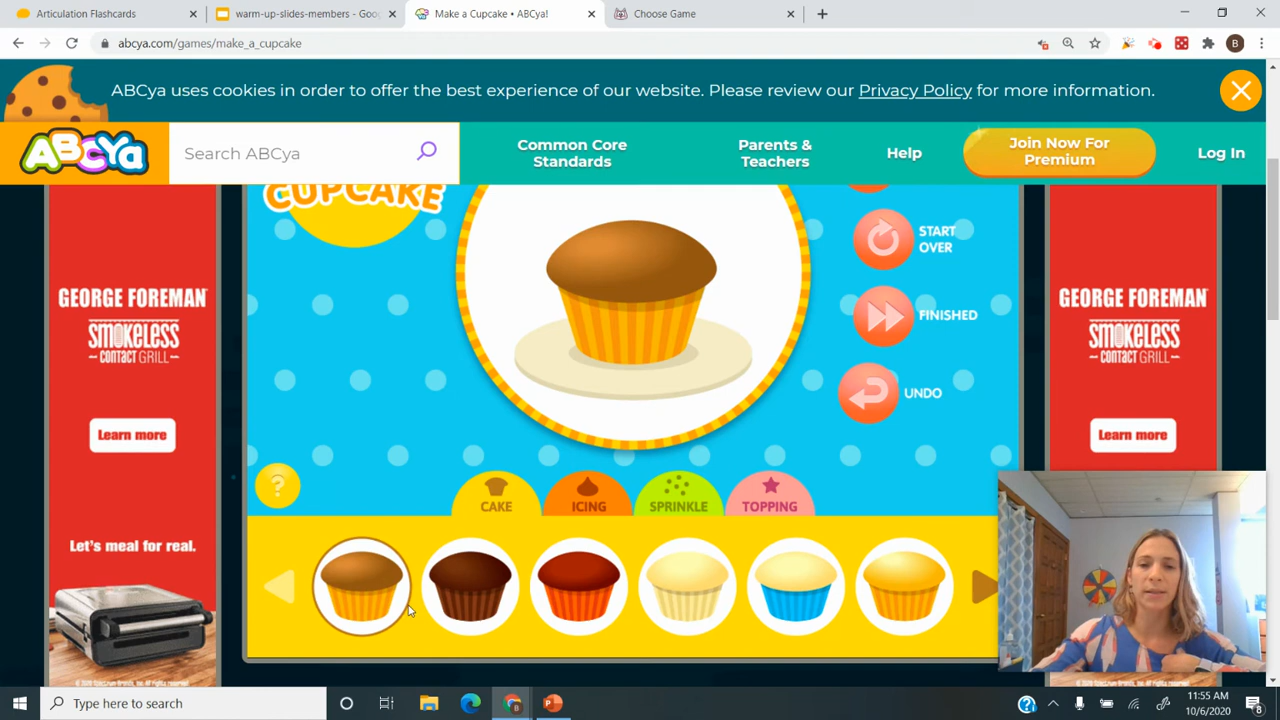 Articulation Flashcards
warm-up-slides-members - Goo
Make a Cupcake • ABCya!
Choose Game
abcya.com/games/make_a_cupcake
B
ABCya uses cookies in order to offer the best experience of our website. Please review our Privacy Policy for more information.
ABCYa
Search ABCya
Common Core
Standards
Parents &
Teachers
Help
Join Now For
Premium
Log In
CUPCAKE
START
OVER
FINISHED
UNDO
GEORGE FOREMAN
SMOKELESS
CONTACT GRILL
Learn more
Let's meal for real.
GEORGE FOREMAN
SMOKELESS
CONTACT GRILL
Learn more
?
CAKE
ICING
SPRINKLE
TOPPING
Type here to search
11:55 AM
10/6/2020
8